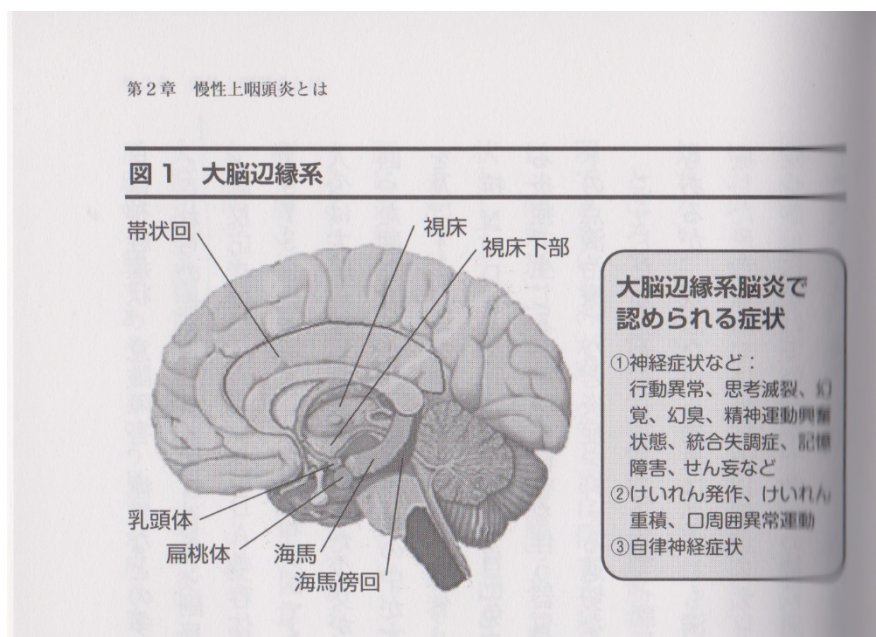 第2章 慢性上咽頭炎とは
図1 大脳辺縁系
帯状回
視床
視床下部
乳頭体
扁桃体
海馬
海馬傍回
大脳辺縁系脳炎で
認められる症状
①神経症状など：
行動異常、思考滅裂、幻
覚、幻臭、精神運動興奮
状態、統合失調症、記憶
障害、せん妄など
②けいれん発作、けいれん
重積、口周囲異常運動
③自律神経症状